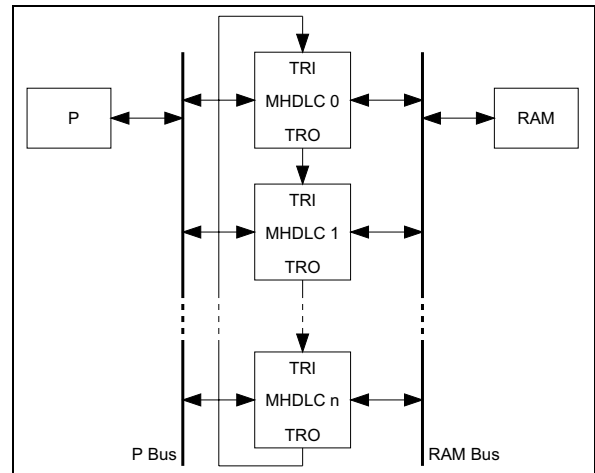 TRI
P
MHDLC 0
RAM
TRO
TRI
MHDLC 1
TRO
TRI
MHDLC n
TRO
P Bus
RAM Bus